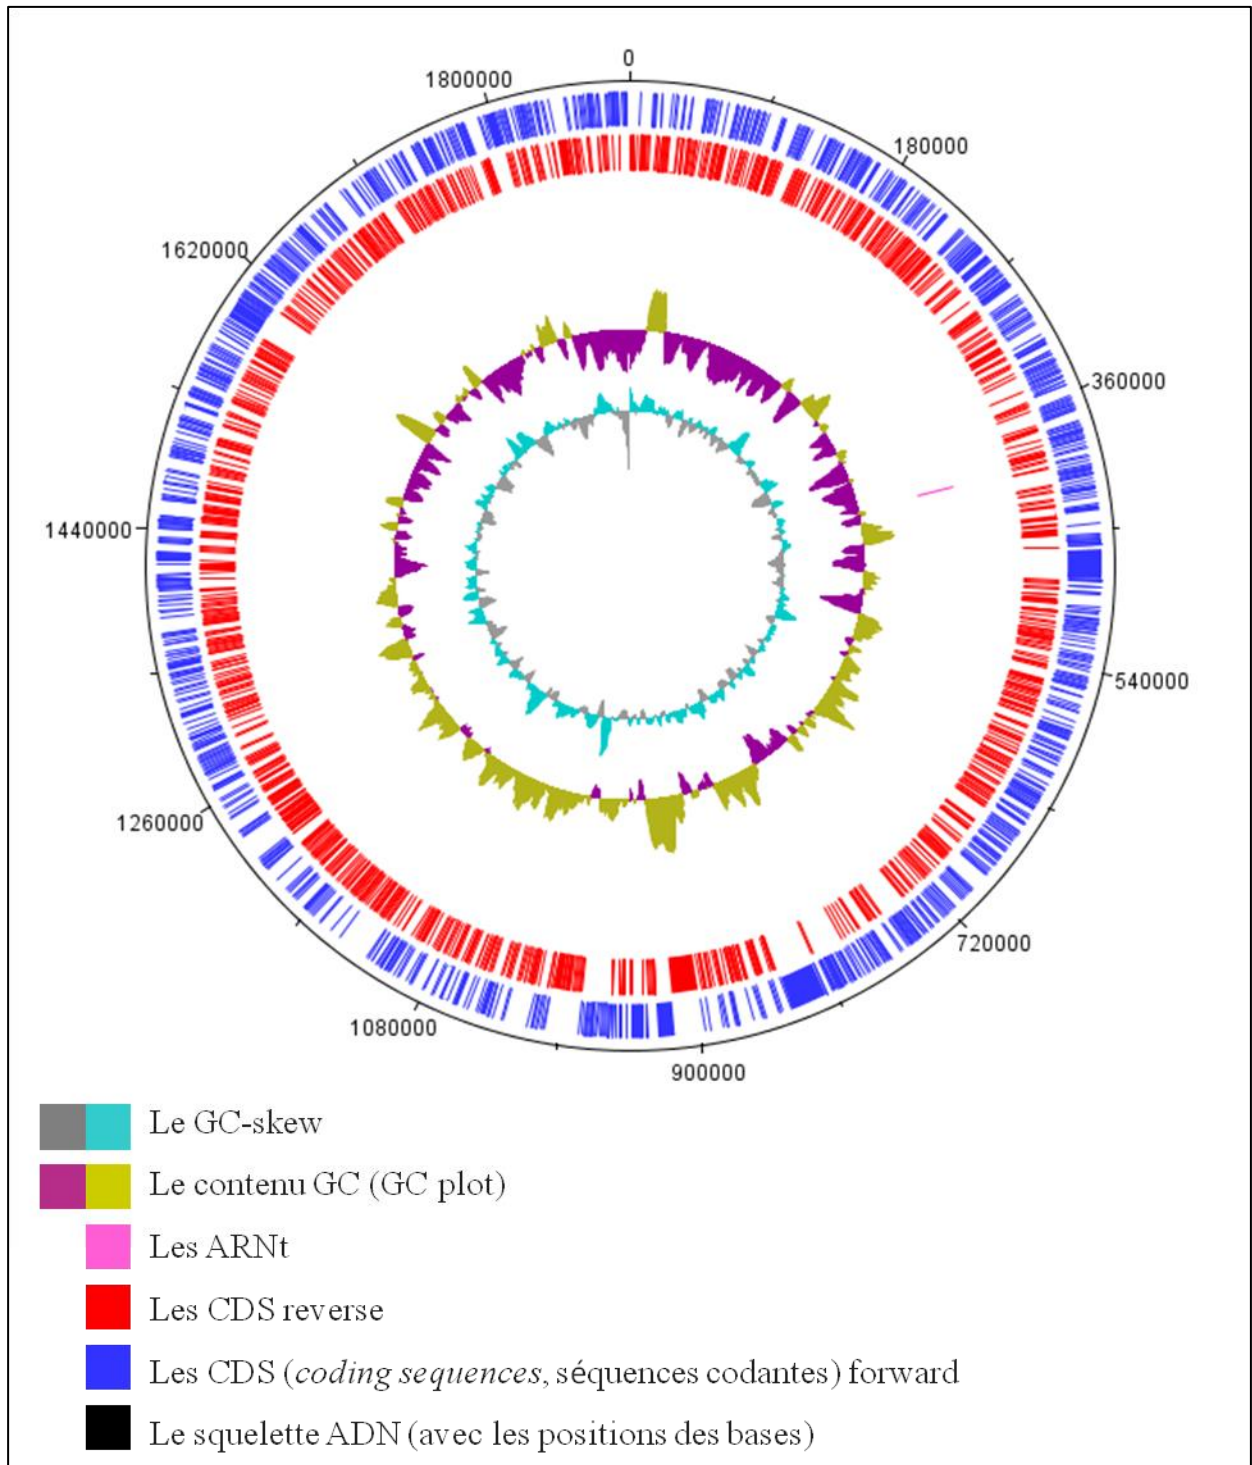 0
1800000
180000
1620000
360000
1440000
540000
1260000
720000
1080000
900000
Le GC-skew
Le contenu GC (GC plot)
Les ARNt
Les CDS reverse
Les CDS (coding sequences, séquences codantes) forward
Le squelette ADN (avec les positions des bases)